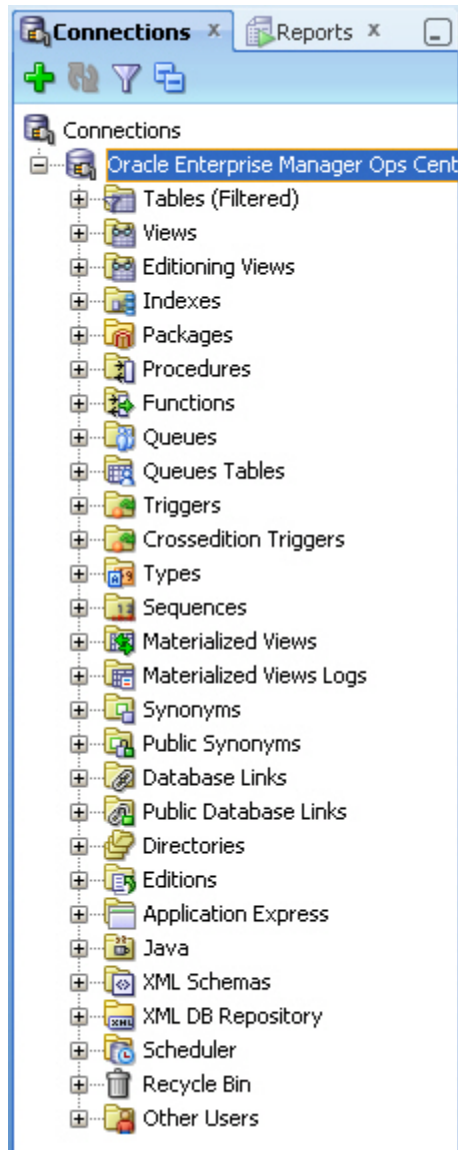 Connections x Reports x
Connections
Oracle Enterprise Manager Ops Cent
Tables (Filtered)
Views
Editioning Views
Indexes
Packages
Procedures
Functions
Queues
Queues Tables
Triggers
Crossedition Triggers
Types
Sequences
Materialized Views
Materialized Views Logs
Synonyms
Public Synonyms
Database Links
Public Database Links
Directories
Editions
Application Express
Java
XML Schemas
XML DB Repository
Scheduler
Recycle Bin
Other Users